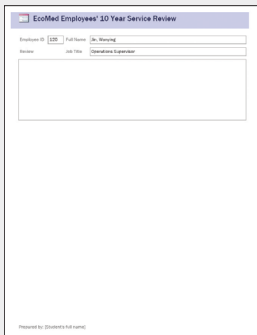 EcoMed Employees' 10 Year Service Review
Employee ID 120 Full Name Jin, Wenying
Review Job Title Operations Supervisor
Prepared by: [Student's full name]